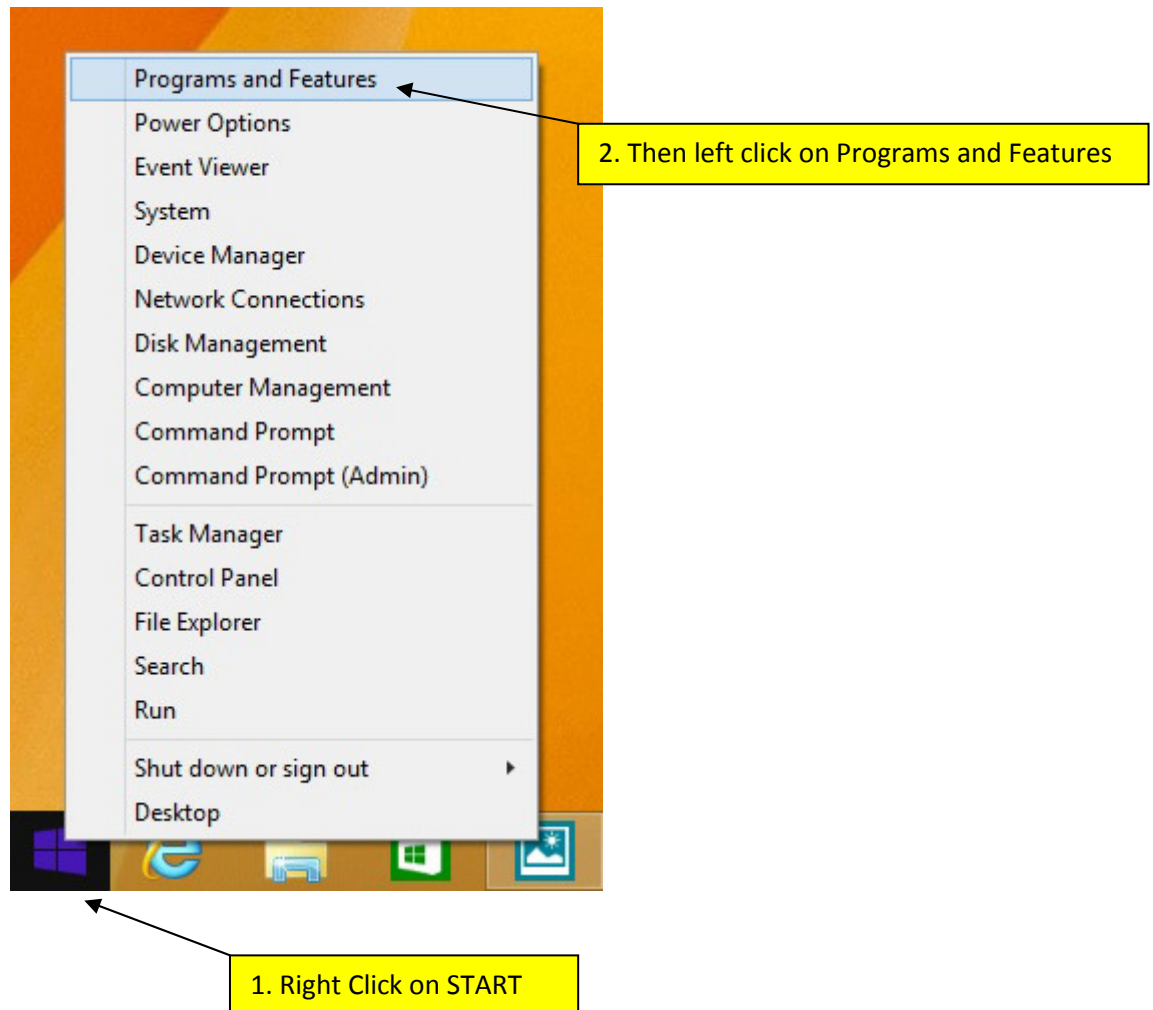 Programs and Features
2. Then left click on Programs and Features
Power Options
Event Viewer
System
Device Manager
Network Connections
Disk Management
Computer Management
Command Prompt
Command Prompt (Admin)
Task Manager
Control Panel
File Explorer
Search
Run
Shut down or sign out
Desktop
1. Right Click on START